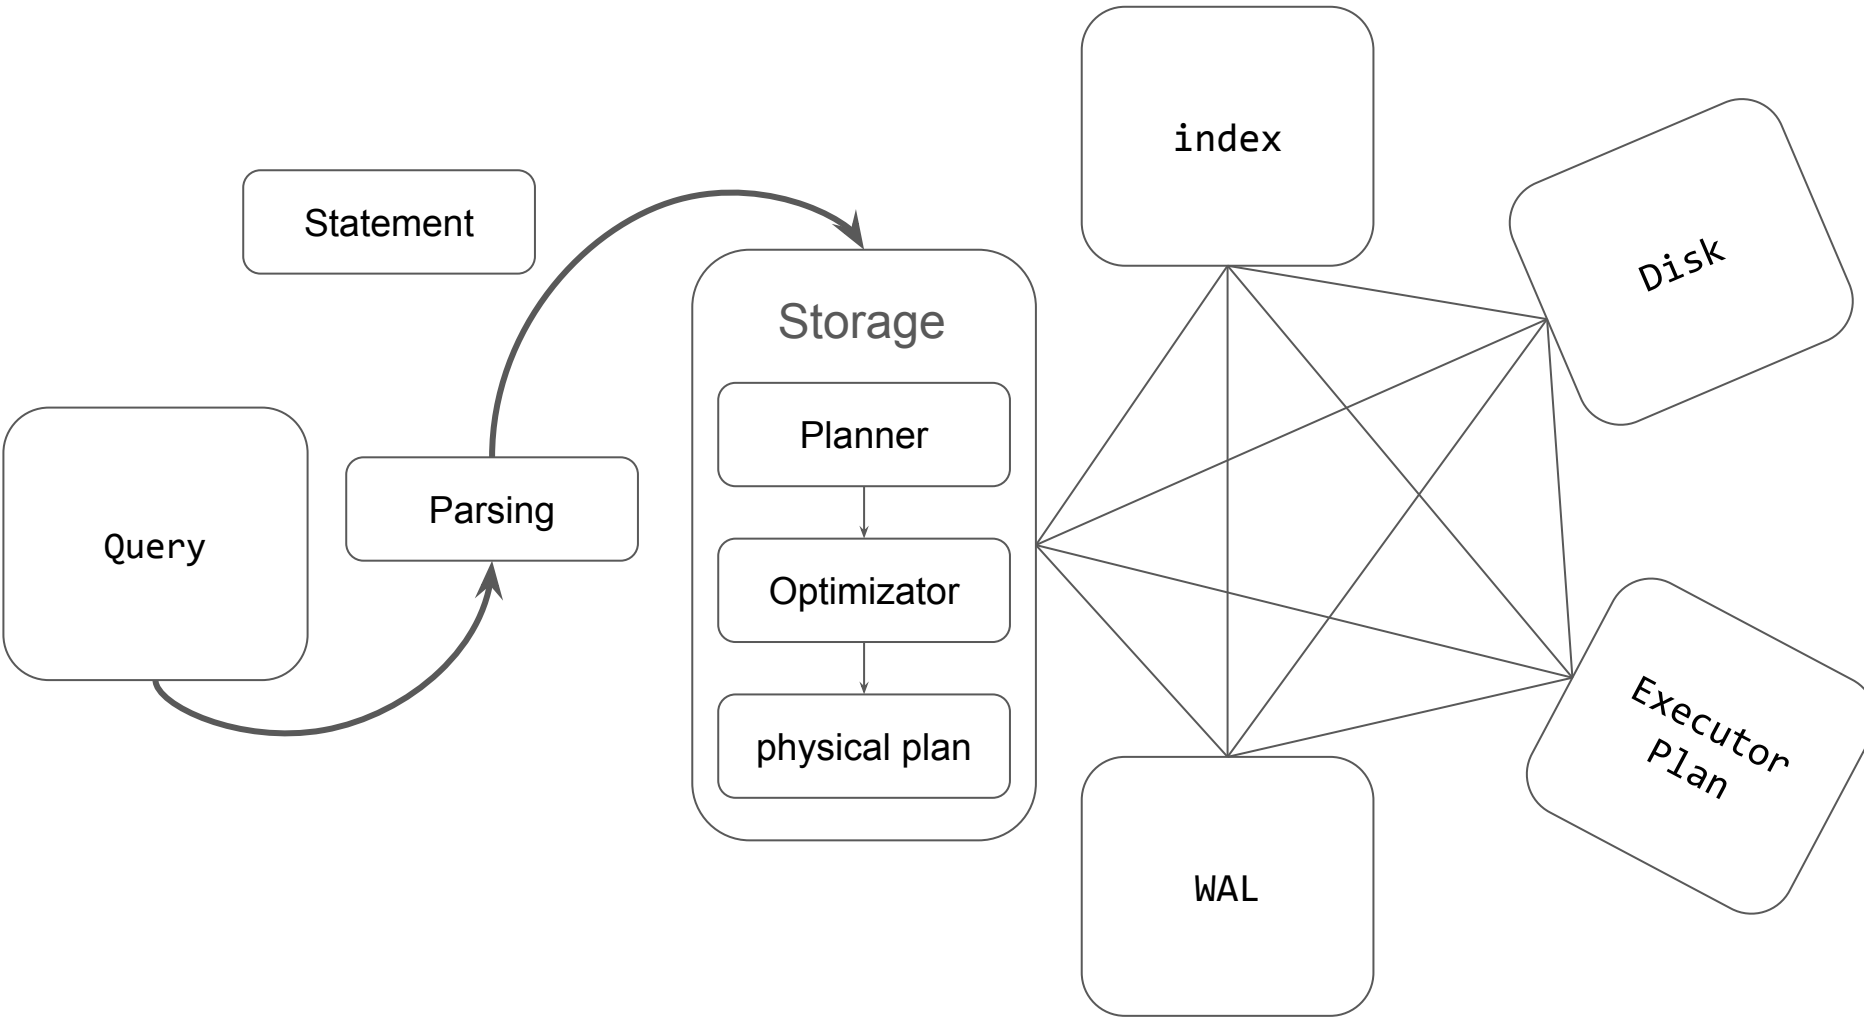 Statement
Query
Parsing
Storage
Planner
Optimizator
physical plan
index
Disk
Executor
Plan
WAL